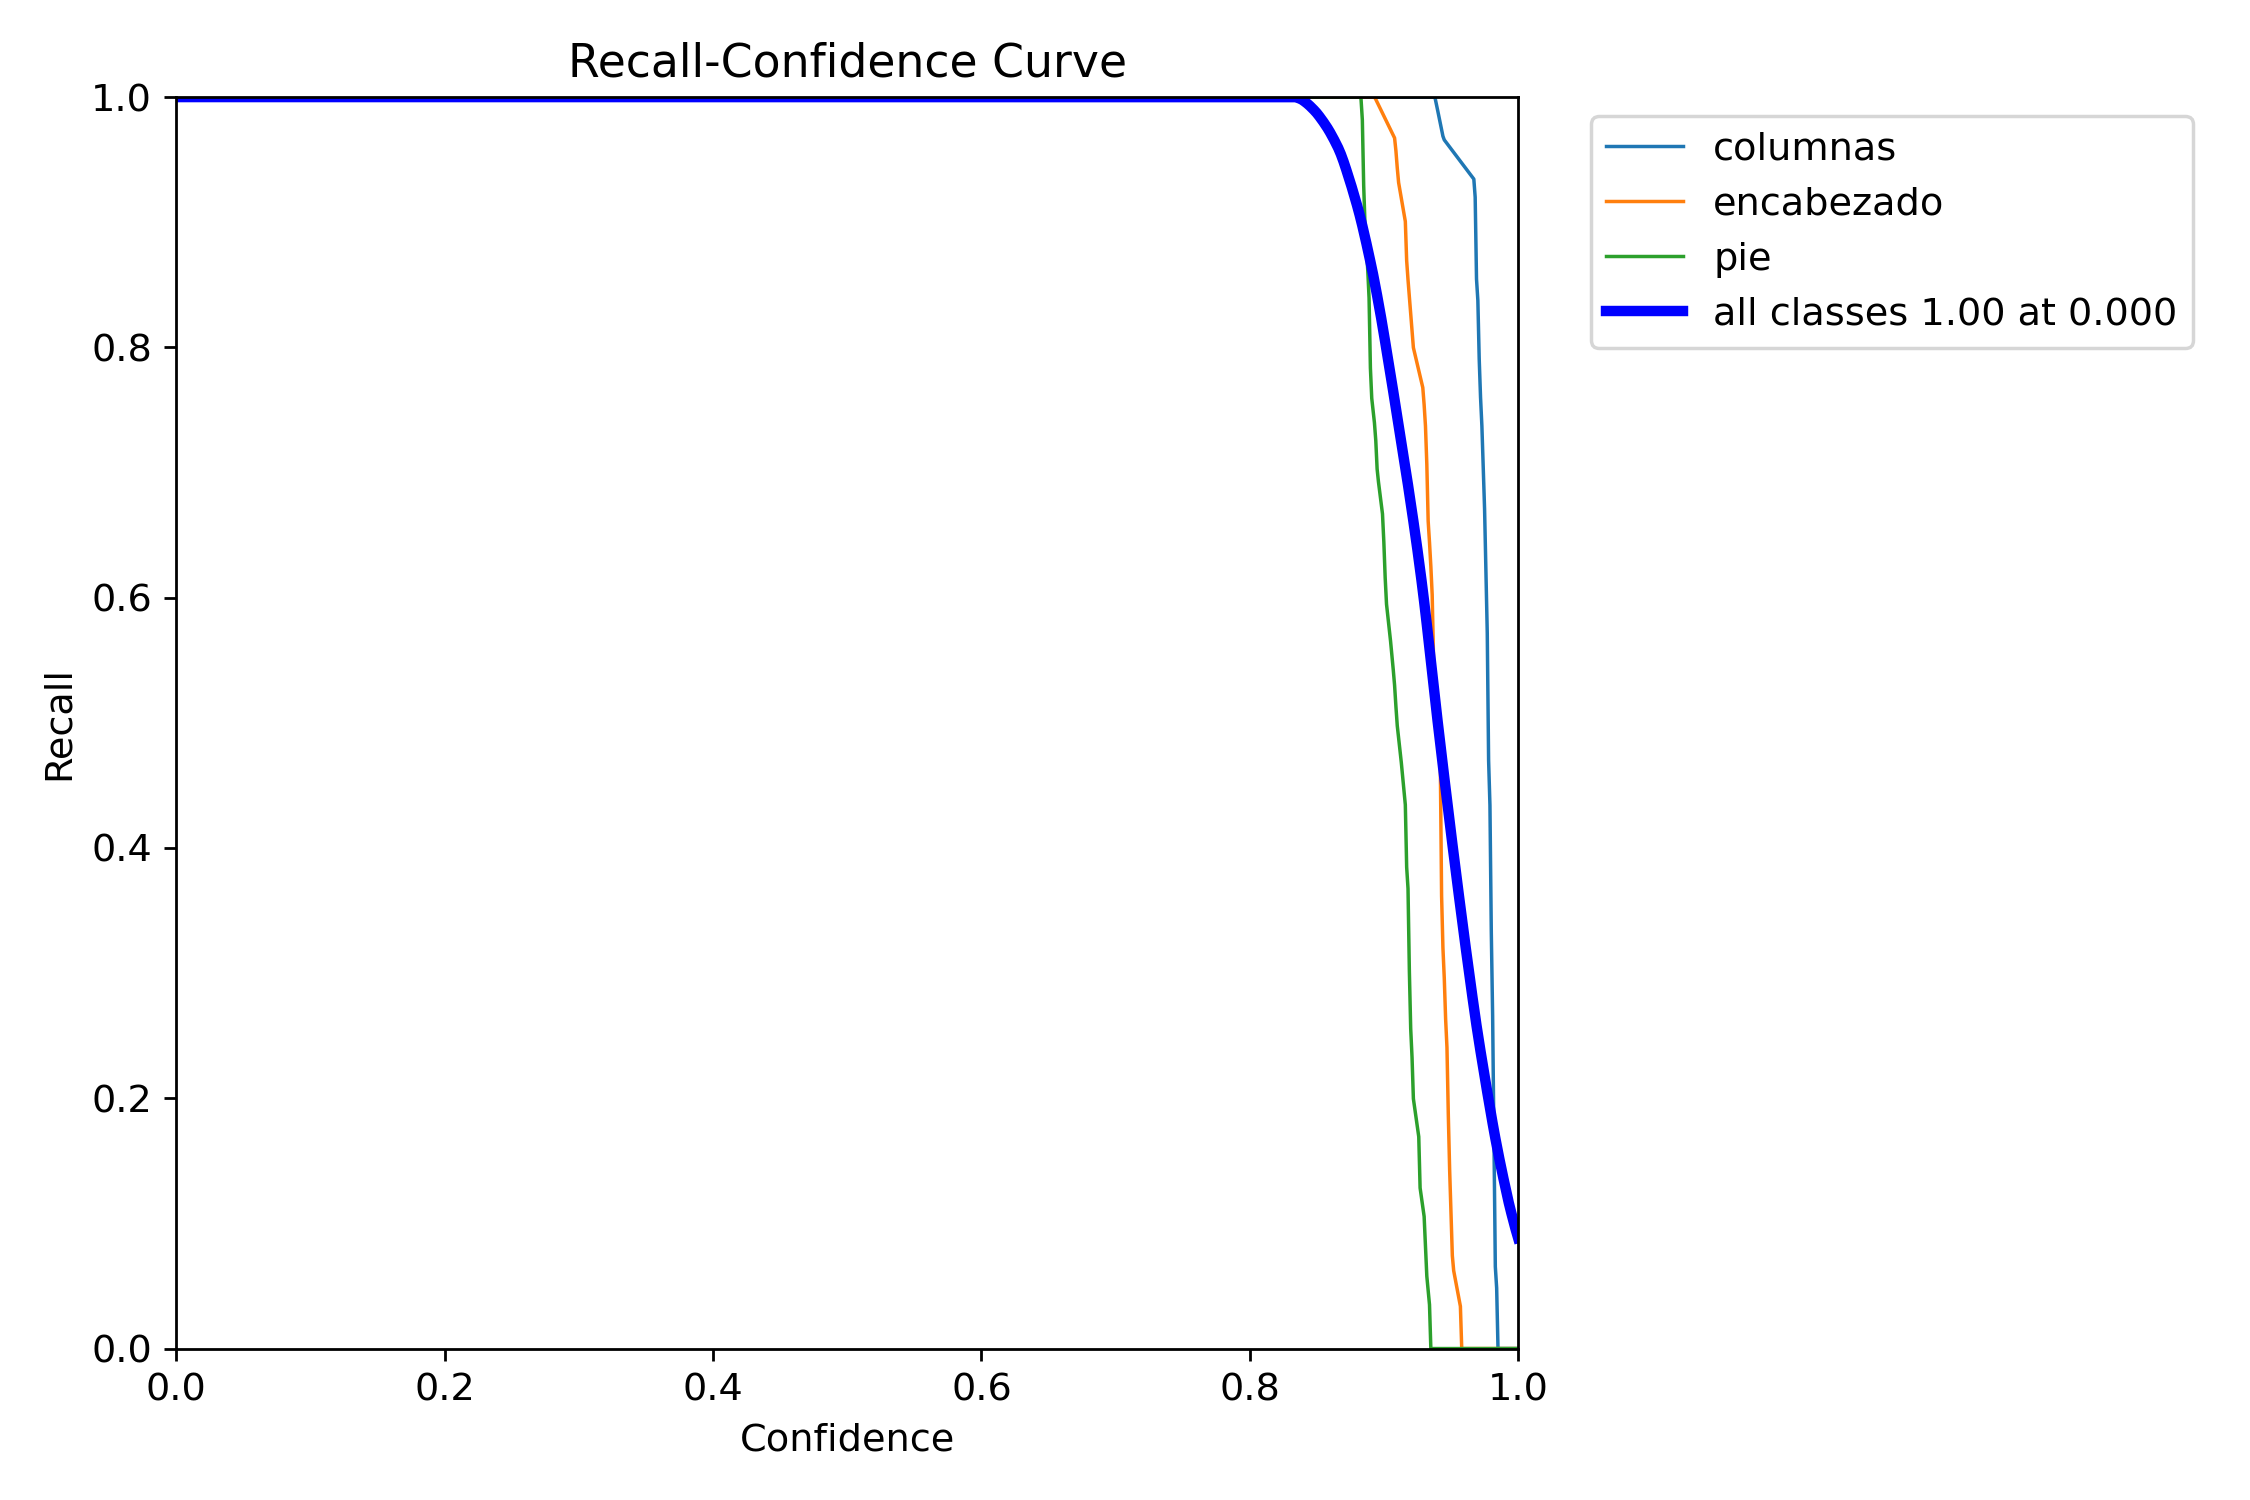 Recall-Confidence Curve
1.0
0.8
0.6
0.4
0.2
0.0
Recall
0.0 0.2 0.4 0.6 0.8 1.0
Confidence
columnas
encabezado
pie
all classes 1.00 at 0.000